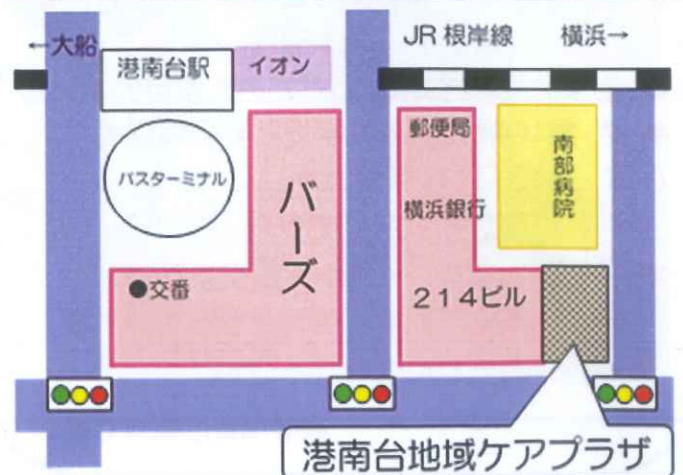 ←大船
JR 根岸線
横浜→
港南台駅
イオン
郵便局
南部病院
バスターミナル
バーズ
横浜銀行
●交番
214ビル
港南台地域ケアプラザ